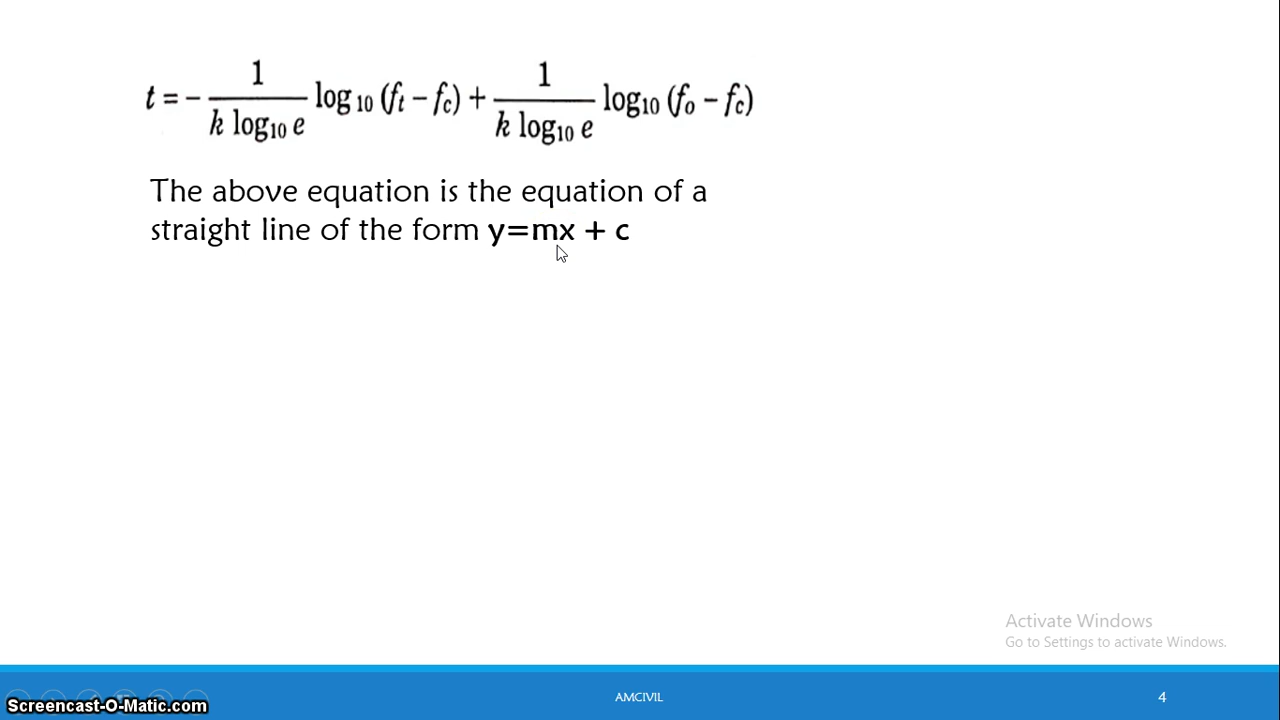 t = - 1/(k log₁₀ e) log₁₀ (fₜ - f꜀) + 1/(k log₁₀ e) log₁₀ (fₒ - f꜀)
The above equation is the equation of a
straight line of the form y=mx + c
Activate Windows
Go to Settings to activate Windows.
AMCIVIL
4
Screencast-O-Matic.com